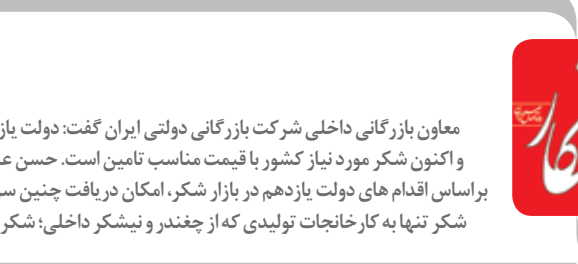 معاون بازرگانی داخلی شرکت بازرگانی دولتی ایران گفت: دولت یاز
و اکنون شکر مورد نیاز کشور با قیمت مناسب تامین است. حسن ع
براساس اقدام های دولت یازدهم در بازار شکر، امکان دریافت چنین سو
شکر تنها به کارخانجات تولیدی که از چغندر و نیشکر داخلی؛ شکر